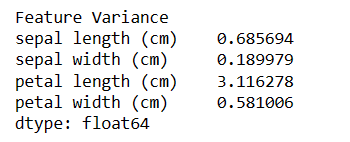 Feature Variance
sepal length (cm)    0.685694
sepal width (cm)     0.189979
petal length (cm)    3.116278
petal width (cm)     0.581006
dtype: float64